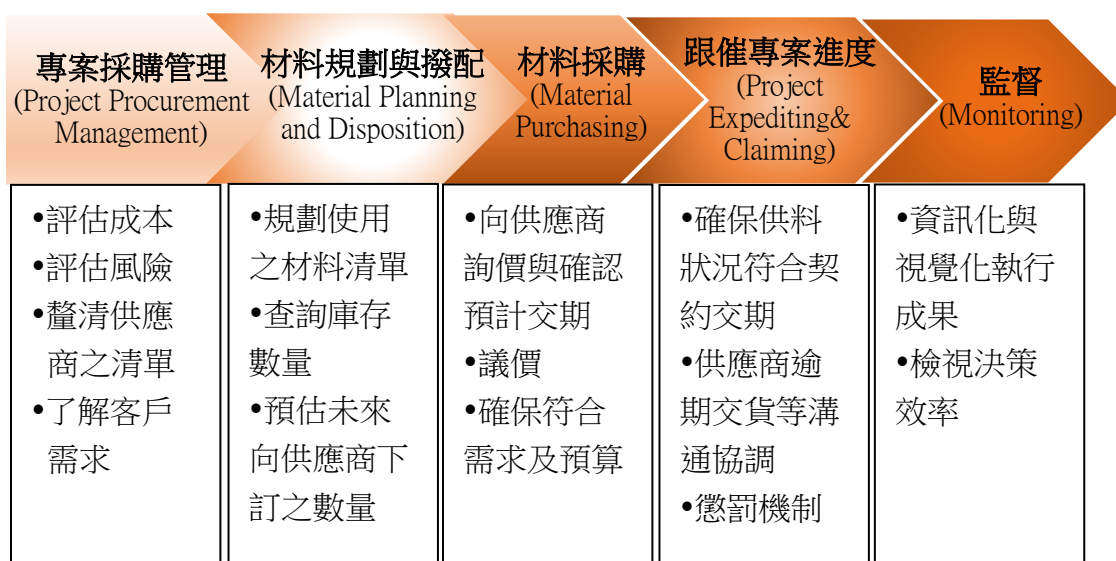 專案採購管理
(Project Procurement
Management)
材料規劃與撥配
(Material Planning
and Disposition)
材料採購
(Material
Purchasing)
跟催專案進度
(Project
Expediting&
Claiming)
監督
(Monitoring)
•評估成本
•評估風險
•釐清供應
商之清單
•了解客戶
需求
•規劃使用
之材料清單
•查詢庫存
數量
•預估未來
向供應商下
訂之數量
•向供應商
詢價與確認
預計交期
•議價
•確保符合
需求及預算
•確保供料
狀況符合契
約交期
•供應商逾
期交貨等溝
通協調
•懲罰機制
•資訊化與
視覺化執行
成果
•檢視決策
效率